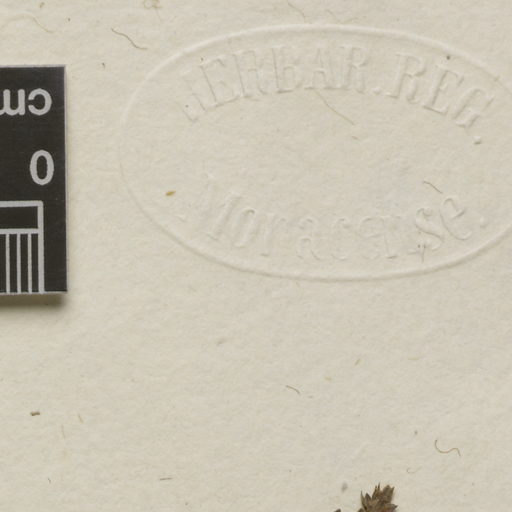 cm
0
HERBAR. REG.
Monacense.